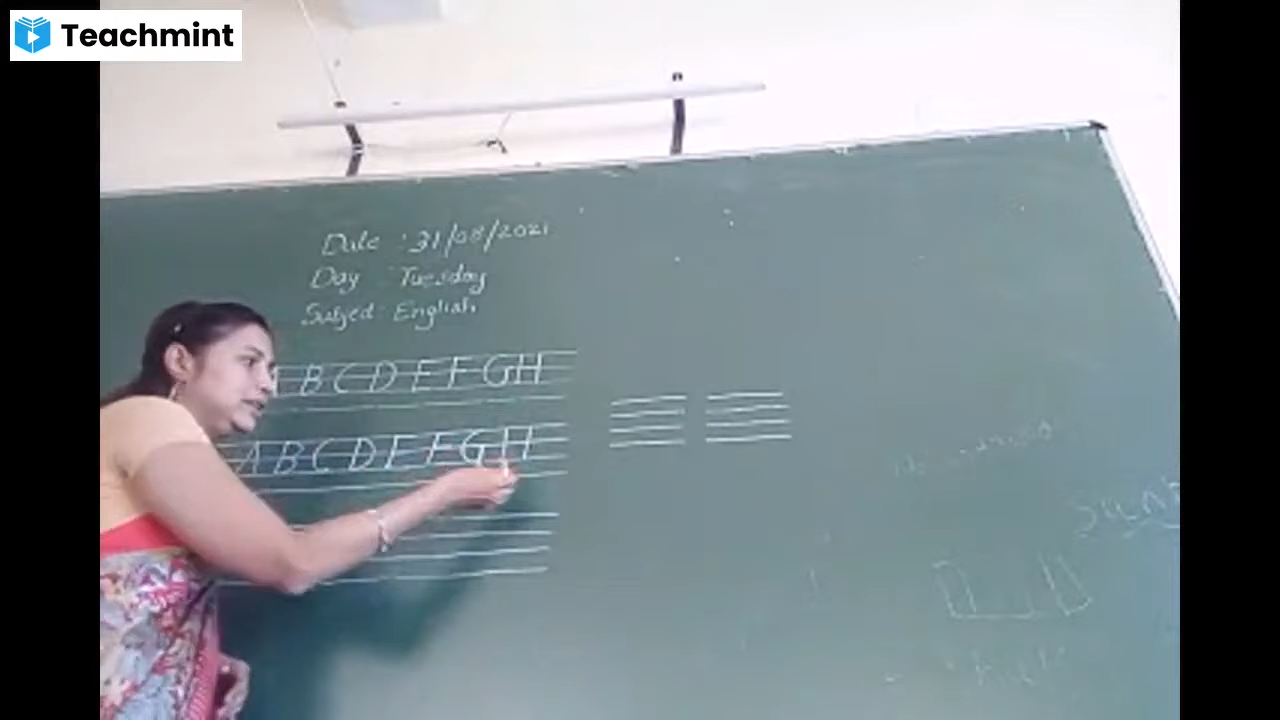 Teachmint
Date : 31/08/2021
Day : Tuesday
Subject : English
A B C D E F G H
A B C D E F G H